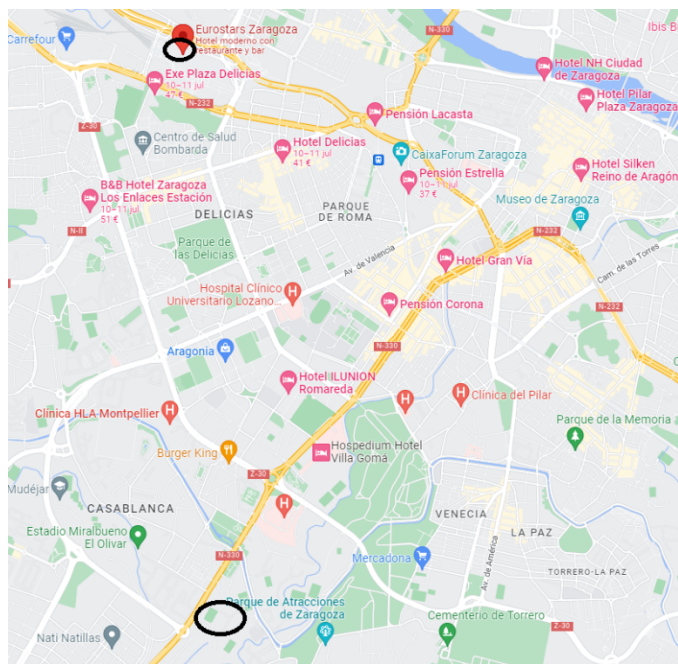 Eurostars Zaragoza
Hotel moderno con
restaurante y bar
N-330
Carrefour
Ibis B
Exe Plaza Delicias
10–11 jul
47 €
Hotel NH Ciudad
de Zaragoza
Hotel Pilar
Plaza Zaragoza
N-232
Z-30
Pensión Lacasta
Centro de Salud
Bombarda
Hotel Delicias
10–11 jul
41 €
CaixaForum Zaragoza
Pensión Estrella
10–11 jul
37 €
Hotel Silken
Reino de Aragón
B&B Hotel Zaragoza
Los Enlaces Estación
10–11 jul
51 €
N-II
DELICIAS
PARQUE
DE ROMA
Museo de Zaragoza
N-232
Parque de
las Delicias
Av. de Valencia
Hotel Gran Vía
Cam. de las Torres
Hospital Clínico
Universitario Lozano...
Pensión Corona
N-232
N-330
Aragonia
Hotel ILUNION
Romareda
Clínica HLA Montpellier
Clínica del Pilar
Parque de la Memoria
Burger King
Hospedium Hotel
Villa Gomá
Z-30
Mudéjar
CASABLANCA
VENECIA
Estadio Miralbueno
El Olivar
LA PAZ
Av. de América
N-330
Mercadona
TORRERO-LA PAZ
Parque de Atracciones
de Zaragoza
Cementerio de Torrero
Z-30
Nati Natillas